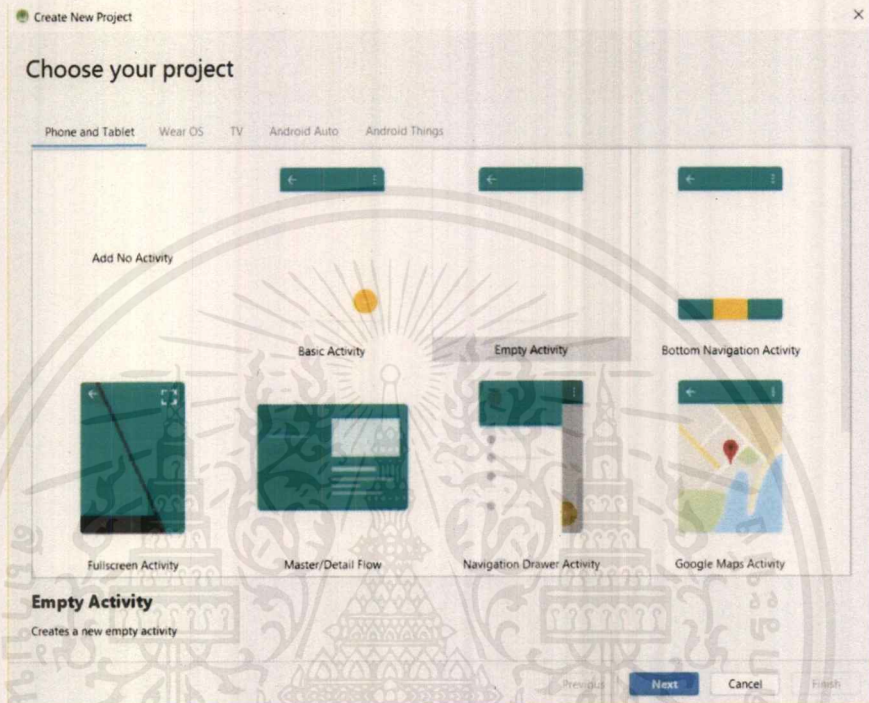 Create New Project
Choose your project
Phone and Tablet Wear OS TV Android Auto Android Things
Add No Activity
Basic Activity Empty Activity Bottom Navigation Activity
Fullscreen Activity Master/Detail Flow Navigation Drawer Activity Google Maps Activity
Empty Activity
Creates a new empty activity
Previous Next Cancel Finish